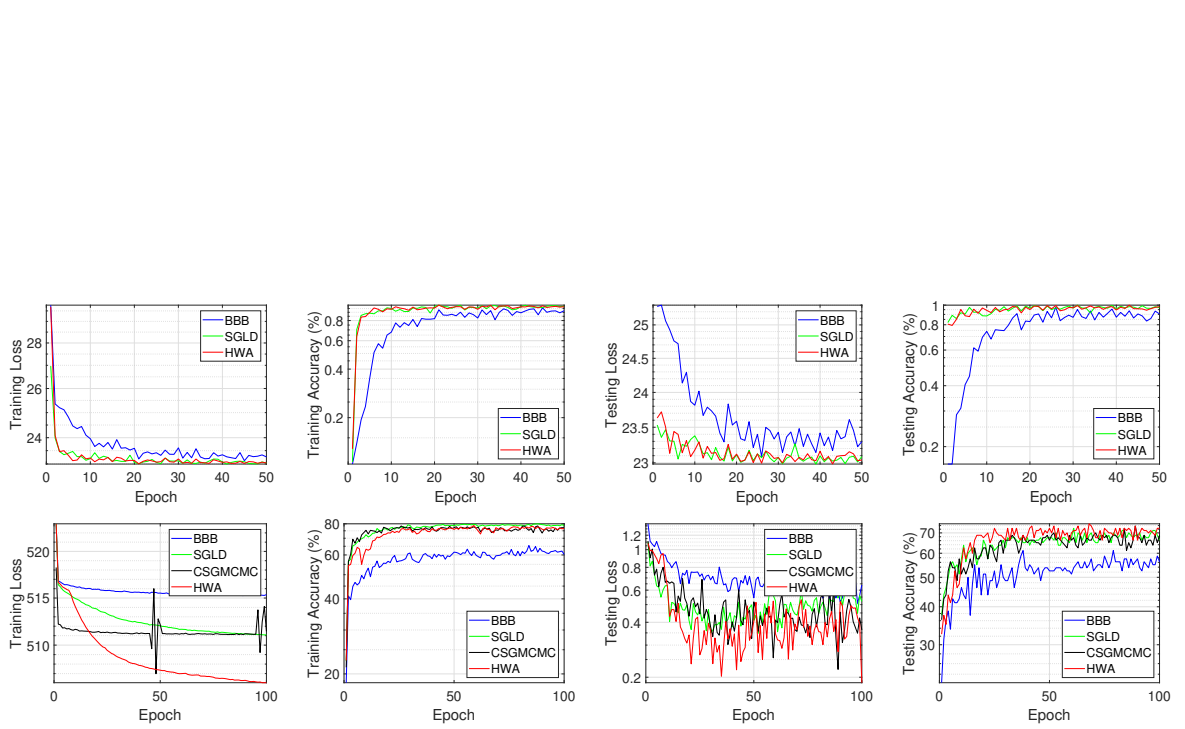 28
26
24
0 10 20 30 40 50
Training Loss
Epoch
BBB
SGLD
HWA
0.8
0.6
0.4
0.2
0 10 20 30 40 50
Training Accuracy (%)
Epoch
BBB
SGLD
HWA
25
24.5
24
23.5
23
0 10 20 30 40 50
Testing Loss
Epoch
BBB
SGLD
HWA
1
0.8
0.6
0.4
0.2
0 10 20 30 40 50
Testing Accuracy (%)
Epoch
BBB
SGLD
HWA
520
515
510
0 50 100
Training Loss
Epoch
BBB
SGLD
CSGMCMC
HWA
80
60
40
20
0 50 100
Training Accuracy (%)
Epoch
BBB
SGLD
CSGMCMC
HWA
1.2
1
0.8
0.6
0.4
0.2
0 50 100
Testing Loss
Epoch
BBB
SGLD
CSGMCMC
HWA
70
60
50
40
30
0 50 100
Testing Accuracy (%)
Epoch
BBB
SGLD
CSGMCMC
HWA